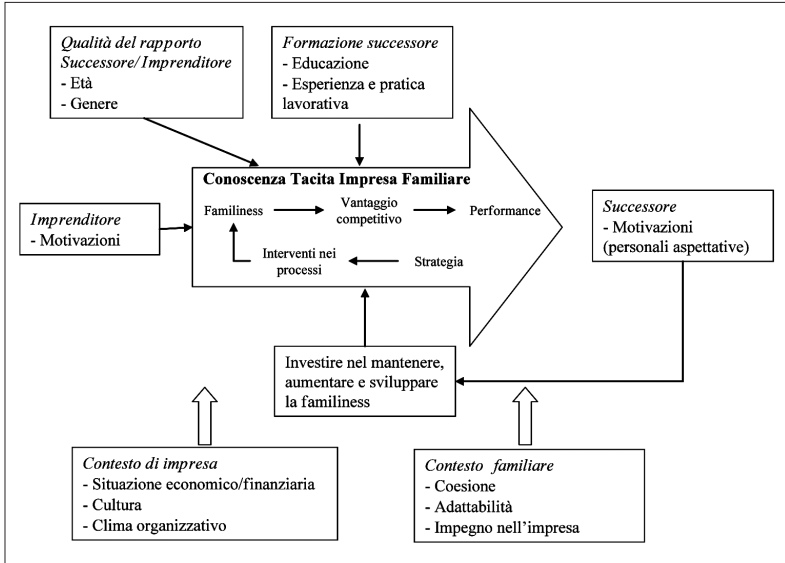 Qualità del rapporto
Successore/ Imprenditore
- Età
- Genere
Formazione successore
- Educazione
- Esperienza e pratica
lavorativa
Conoscenza Tacita Impresa Familiare
Familiness
Vantaggio
competitivo
Performance
Interventi nei
processi
Strategia
Imprenditore
- Motivazioni
Successore
- Motivazioni
(personali aspettative)
Investire nel mantenere,
aumentare e sviluppare
la familiness
Contesto di impresa
- Situazione economico/finanziaria
- Cultura
- Clima organizzativo
Contesto familiare
- Coesione
- Adattabilità
- Impegno nell’impresa